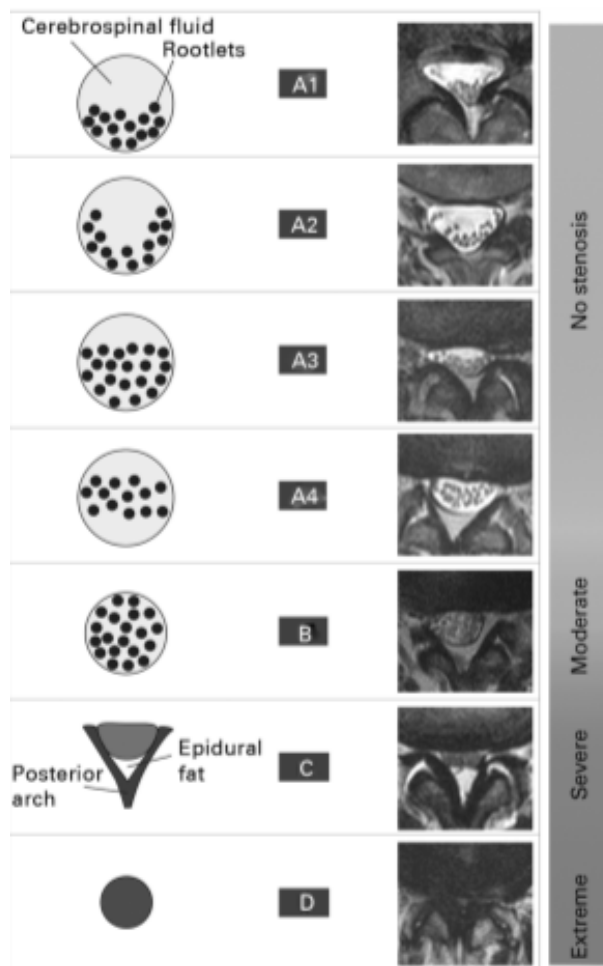 Cerebrospinal fluid
Rootlets
A1
A2
A3
A4
No stenosis
B
Moderate
Epidural
fat
Posterior
arch
C
Severe
D
Extreme